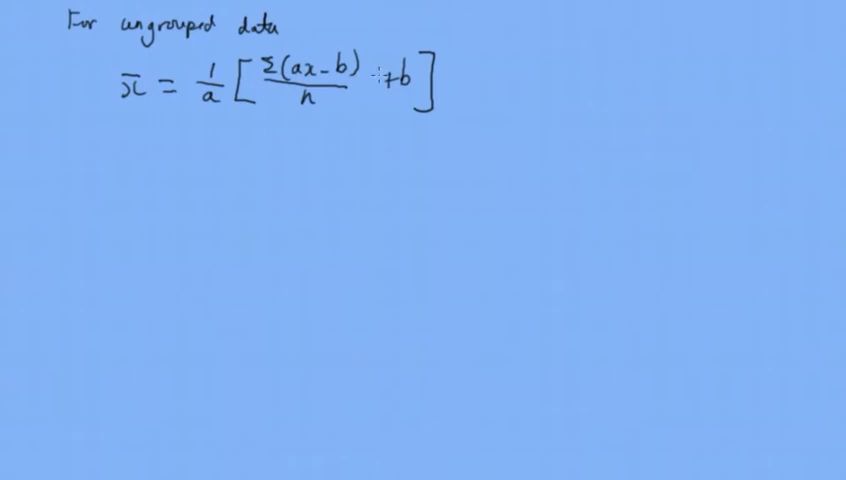 For ungrouped data
x̄ = 1/a [ Σ(ax - b)/n + b ]